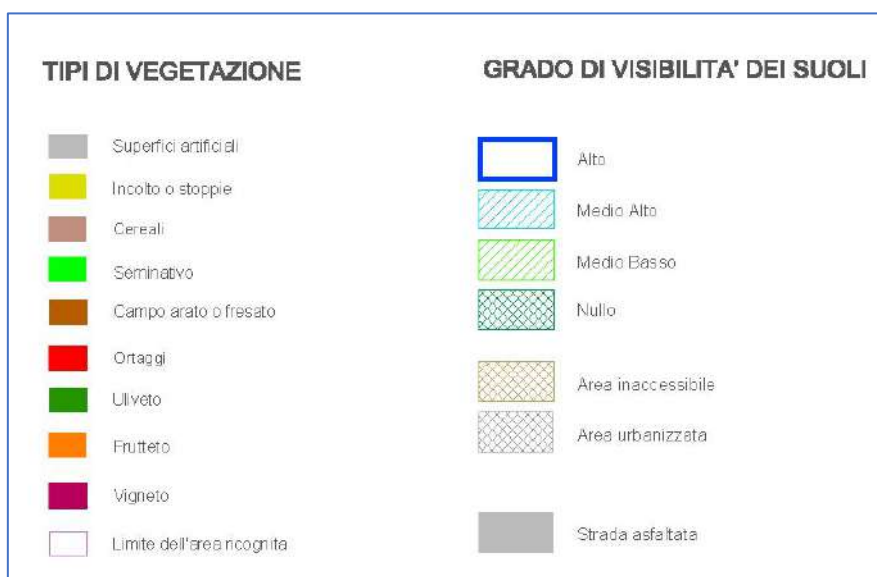 TIPI DI VEGETAZIONE
Superfici artificiali
Incolto o stoppie
Cereali
Seminativo
Campo arato o fresato
Ortaggi
Uliveto
Frutteto
Vigneto
Limite dell'area ricognita
GRADO DI VISIBILITA' DEI SUOLI
Alto
Medio Alto
Medio Basso
Nullo
Area inaccessibile
Area urbanizzata
Strada asfaltata